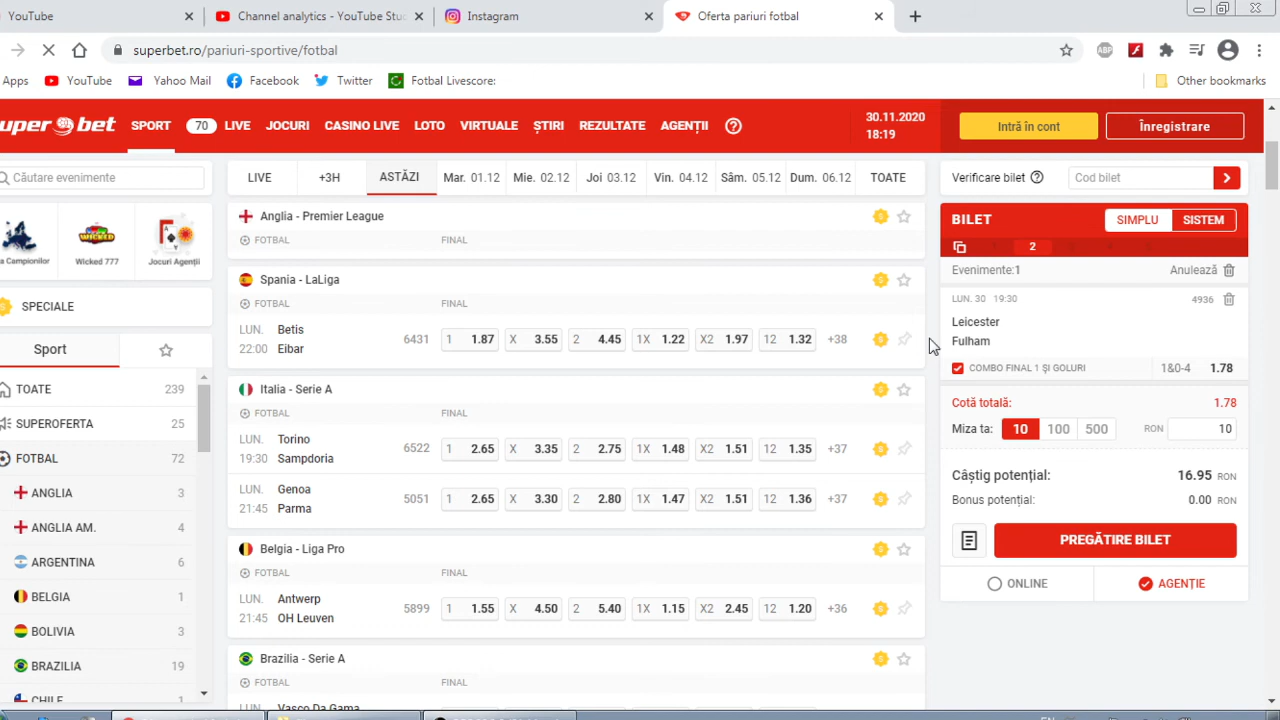 YouTube
Channel analytics - YouTube Stu
Instagram
Oferta pariuri fotbal
superbet.ro/pariuri-sportive/fotbal
ABP
Apps
YouTube
Yahoo Mail
Facebook
Twitter
Fotbal Livescore:
Other bookmarks
uper bet
SPORT
70
LIVE
JOCURI
CASINO LIVE
LOTO
VIRTUALE
ȘTIRI
REZULTATE
AGENȚII
30.11.2020
18:19
Intră în cont
Înregistrare
Căutare evenimente
LIVE
+3H
ASTĂZI
Mar. 01.12
Mie. 02.12
Joi 03.12
Vin. 04.12
Sâm. 05.12
Dum. 06.12
TOATE
Verificare bilet
Cod bilet
a Campionilor
WICKED
Wicked 777
Jocuri Agenții
SPECIALE
Sport
TOATE 239
SUPEROFERTA 25
FOTBAL 72
ANGLIA 3
ANGLIA AM. 4
ARGENTINA 6
BELGIA 1
BOLIVIA 3
BRAZILIA 19
CHILE 1
Anglia - Premier League
FOTBAL FINAL
Spania - LaLiga
FOTBAL FINAL
LUN. 22:00 Betis Eibar 6431 1 1.87 X 3.55 2 4.45 1X 1.22 X2 1.97 12 1.32 +38
Italia - Serie A
FOTBAL FINAL
LUN. 19:30 Torino Sampdoria 6522 1 2.65 X 3.35 2 2.75 1X 1.48 X2 1.51 12 1.35 +37
LUN. 21:45 Genoa Parma 5051 1 2.65 X 3.30 2 2.80 1X 1.47 X2 1.51 12 1.36 +37
Belgia - Liga Pro
FOTBAL FINAL
LUN. 21:45 Antwerp OH Leuven 5899 1 1.55 X 4.50 2 5.40 1X 1.15 X2 2.45 12 1.20 +36
Brazilia - Serie A
FOTBAL FINAL
Vasco Da Gama
BILET
SIMPLU
SISTEM
2
Evenimente:1
Anulează
LUN. 30 19:30 4936
Leicester
Fulham
COMBO FINAL 1 ȘI GOLURI 1&0-4 1.78
Cotă totală: 1.78
Miza ta: 10 100 500 RON 10
Câștig potențial: 16.95 RON
Bonus potențial: 0.00 RON
PREGĂTIRE BILET
ONLINE
AGENȚIE